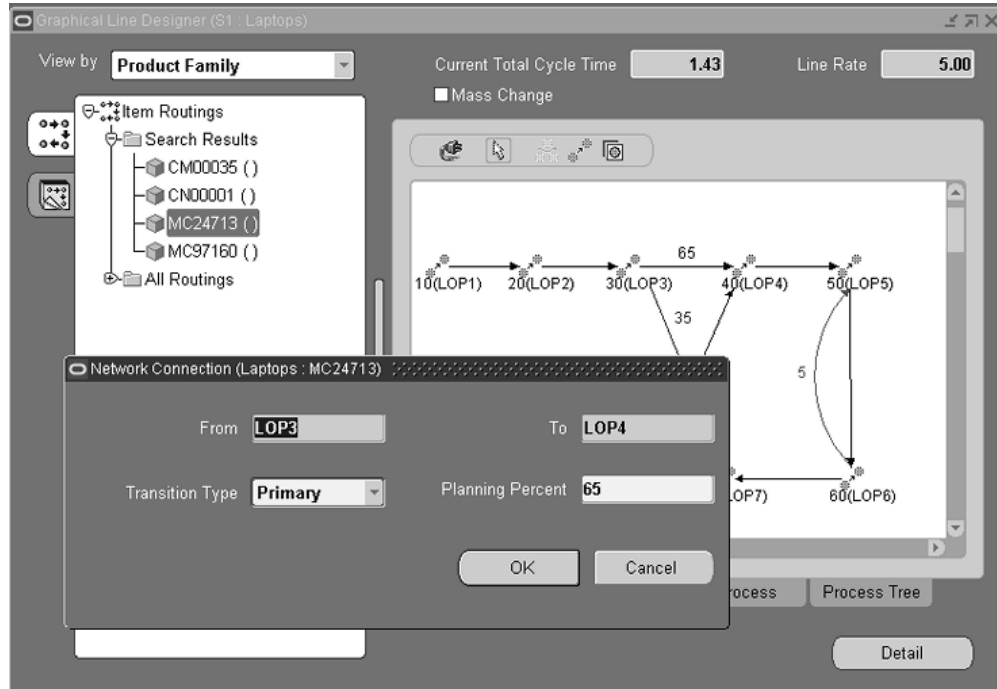 Graphical Line Designer (S1 : Laptops)
View by Product Family
Current Total Cycle Time 1.43
Line Rate 5.00
Mass Change
Item Routings
Search Results
CM00035 ( )
CN00001 ( )
MC24713 ( )
MC97160 ( )
All Routings
65
10(LOP1) 20(LOP2) 30(LOP3) 40(LOP4) 50(LOP5)
35
5
OP7) 60(LOP6)
Network Connection (Laptops : MC24713)
From LOP3 To LOP4
Transition Type Primary Planning Percent 65
OK Cancel
rocess Process Tree
Detail